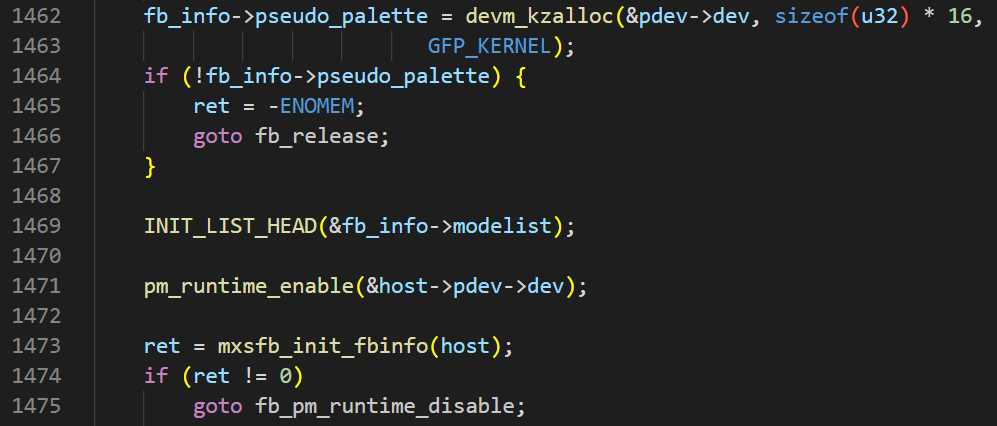 1462 fb_info->pseudo_palette = devm_kzalloc(&pdev->dev, sizeof(u32) * 16,
1463 GFP_KERNEL);
1464 if (!fb_info->pseudo_palette) {
1465 ret = -ENOMEM;
1466 goto fb_release;
1467 }
1468
1469 INIT_LIST_HEAD(&fb_info->modelist);
1470
1471 pm_runtime_enable(&host->pdev->dev);
1472
1473 ret = mxsfb_init_fbinfo(host);
1474 if (ret != 0)
1475 goto fb_pm_runtime_disable;